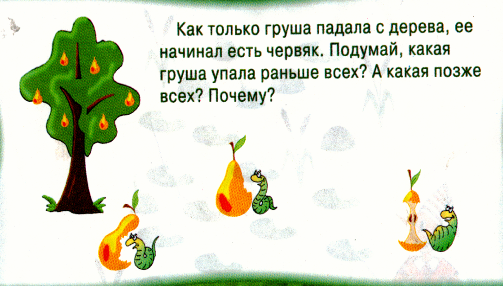 Как только груша падала с дерева, ее
начинал есть червяк. Подумай, какая
груша упала раньше всех? А какая позже
всех? Почему?